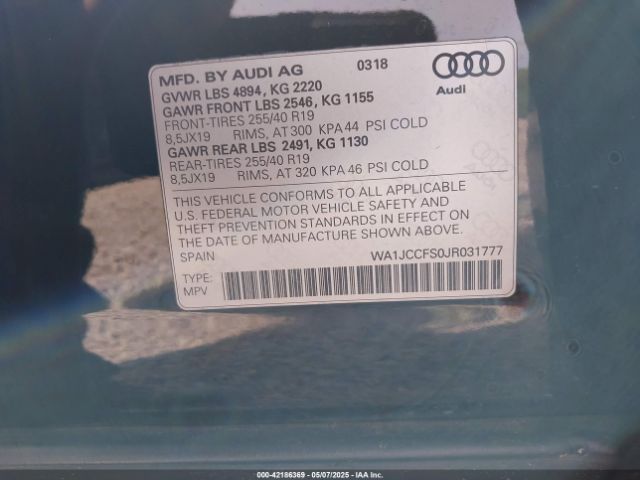 MFD. BY AUDI AG 0318
GVWR LBS 4894, KG 2220
GAWR FRONT LBS 2546, KG 1155
FRONT-TIRES 255/40 R19
8,5JX19 RIMS, AT 300 KPA 44 PSI COLD
GAWR REAR LBS 2491, KG 1130
REAR-TIRES 255/40 R19
8,5JX19 RIMS, AT 320 KPA 46 PSI COLD
Audi
THIS VEHICLE CONFORMS TO ALL APPLICABLE
U.S. FEDERAL MOTOR VEHICLE SAFETY AND
THEFT PREVENTION STANDARDS IN EFFECT ON
THE DATE OF MANUFACTURE SHOWN ABOVE.
SPAIN WA1JCCFS0JR031777
TYPE:
MPV
000-42186369 - 05/07/2025 - IAA Inc.